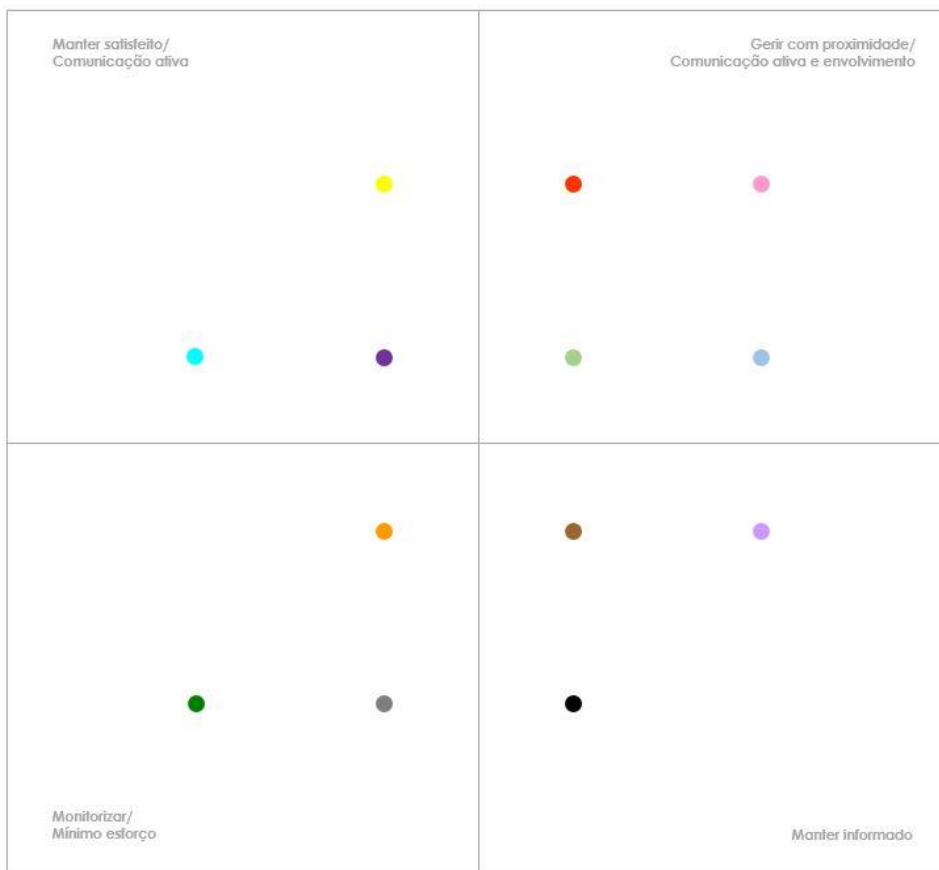 Manter satisfeito/
Comunicação ativa
Gerir com proximidade/
Comunicação ativa e envolvimento
Monitorizar/
Mínimo esforço
Manter informado